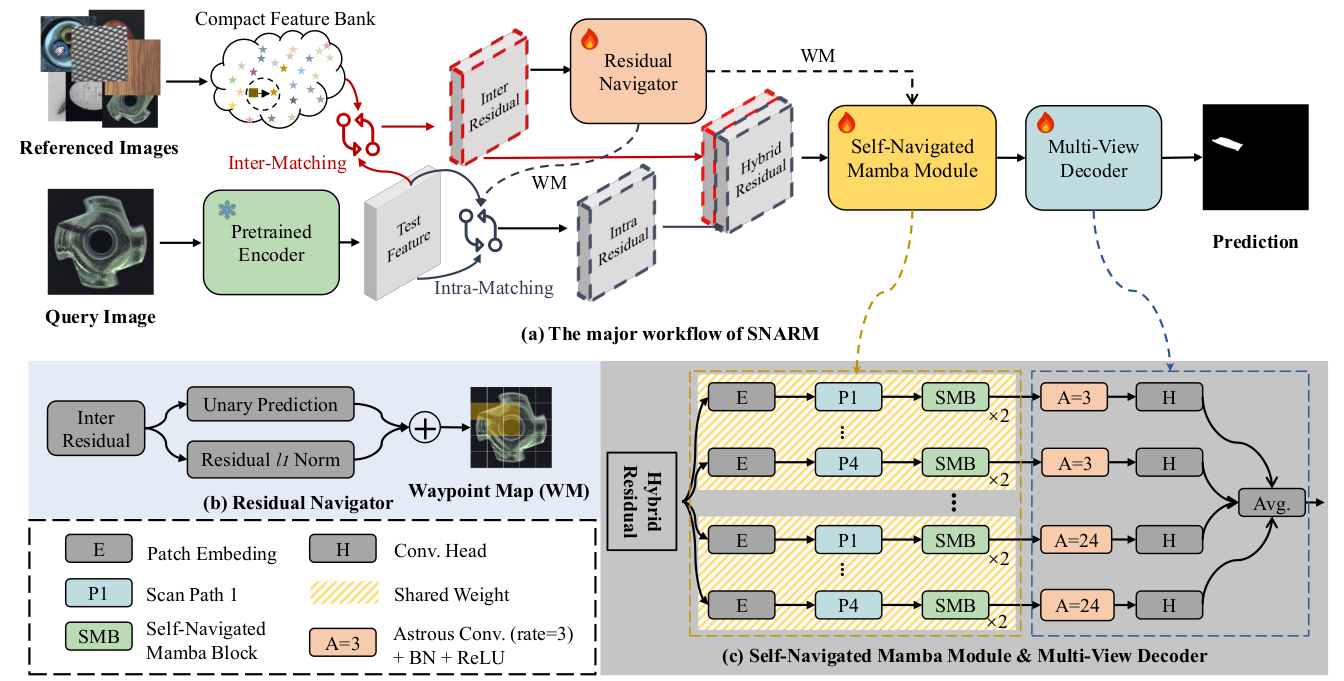 Compact Feature Bank
Referenced Images
Inter-Matching
Inter
Residual
Residual
Navigator
WM
WM
Query Image
Pretrained
Encoder
Test
Feature
Intra-Matching
Intra
Residual
Hybrid
Residual
Self-Navigated
Mamba Module
Multi-View
Decoder
Prediction
(a) The major workflow of SNARM
Inter
Residual
Unary Prediction
Residual l1 Norm
Waypoint Map (WM)
(b) Residual Navigator
E
Patch Embeding
H
Conv. Head
P1
Scan Path 1
Shared Weight
SMB
Self-Navigated
Mamba Block
A=3
Astrous Conv. (rate=3)
+ BN + ReLU
Hybrid
Residual
E
P1
SMB
×2
A=3
H
E
P4
SMB
×2
A=3
H
E
P1
SMB
×2
A=24
H
E
P4
SMB
×2
A=24
H
Avg.
(c) Self-Navigated Mamba Module & Multi-View Decoder